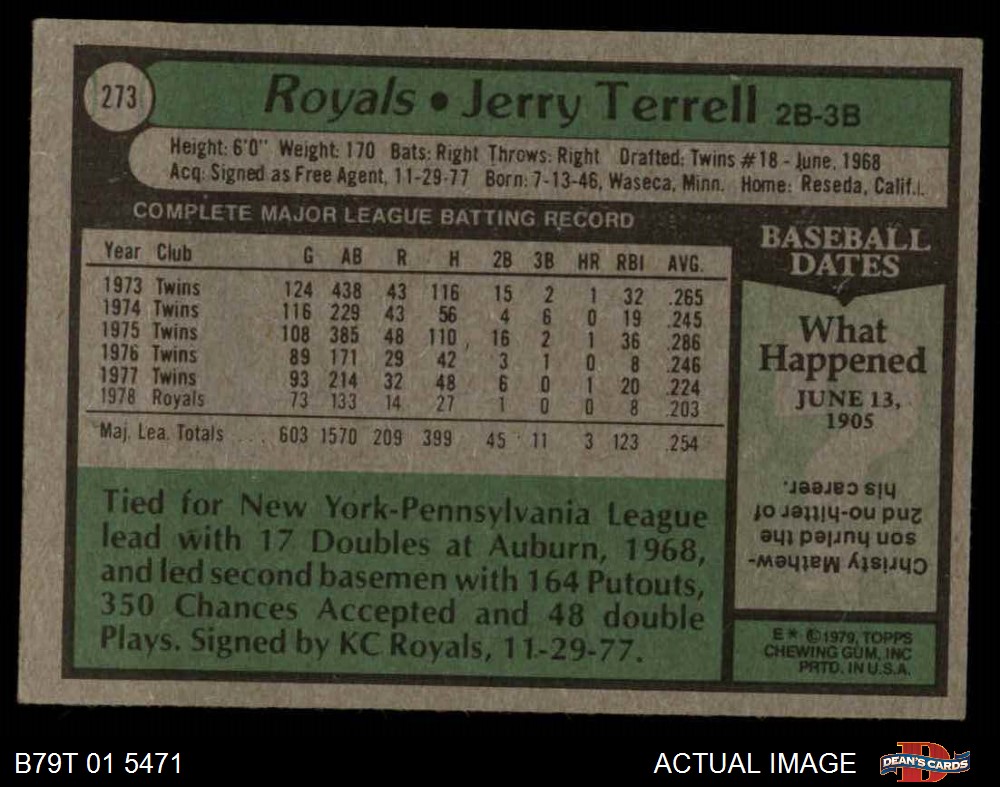 273
Royals • Jerry Terrell 2B-3B
Height: 6'0" Weight: 170 Bats: Right Throws: Right Drafted: Twins #18 - June, 1968
Acq: Signed as Free Agent, 11-29-77 Born: 7-13-46, Waseca, Minn. Home: Reseda, Calif.
COMPLETE MAJOR LEAGUE BATTING RECORD
Year Club G AB R H 2B 3B HR RBI AVG.
1973 Twins 124 438 43 116 15 2 1 32 .265
1974 Twins 116 229 43 56 4 6 0 19 .245
1975 Twins 108 385 48 110 16 2 1 36 .286
1976 Twins 89 171 29 42 3 1 0 8 .246
1977 Twins 93 214 32 48 6 0 1 20 .224
1978 Royals 73 133 14 27 1 0 0 8 .203
Maj. Lea. Totals . . . 603 1570 209 399 45 11 3 123 .254
Tied for New York-Pennsylvania League
lead with 17 Doubles at Auburn, 1968,
and led second basemen with 164 Putouts,
350 Chances Accepted and 48 double
Plays. Signed by KC Royals, 11-29-77.
BASEBALL
DATES
What
Happened
JUNE 13,
1905
Christy Mathew-
son hurled the
2nd no-hitter of
his career.
E* ©1979, TOPPS
CHEWING GUM, INC
PRTD. IN U.S.A.
B79T 01 5471
ACTUAL IMAGE
DEAN'S CARDS